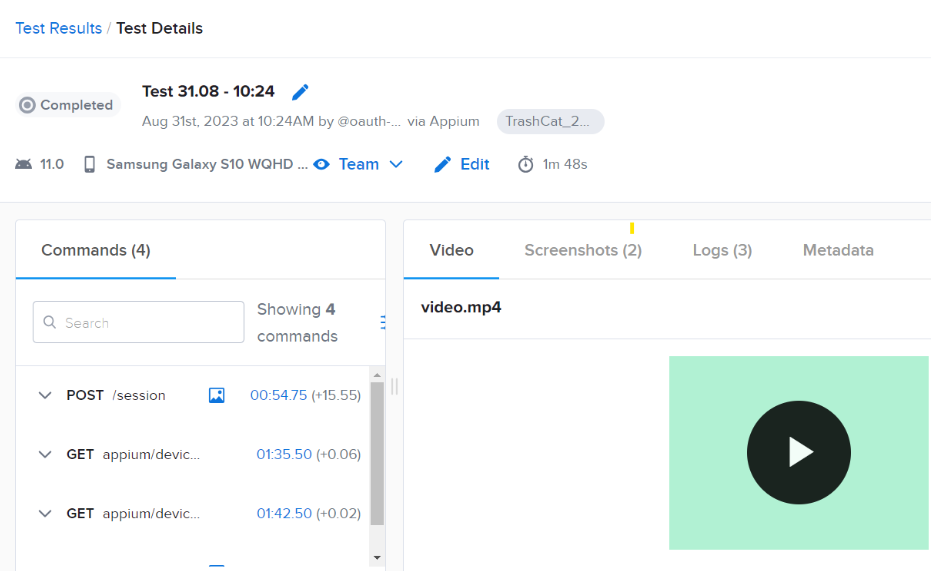 Test Results / Test Details
Completed
Test 31.08 - 10:24
Aug 31st, 2023 at 10:24AM by @oauth-... via Appium
TrashCat_2...
11.0 Samsung Galaxy S10 WQHD ... Team Edit 1m 48s
Commands (4)
Search
Showing 4
commands
POST /session 00:54.75 (+15.55)
GET appium/devic... 01:35.50 (+0.06)
GET appium/devic... 01:42.50 (+0.02)
Video Screenshots (2) Logs (3) Metadata
video.mp4